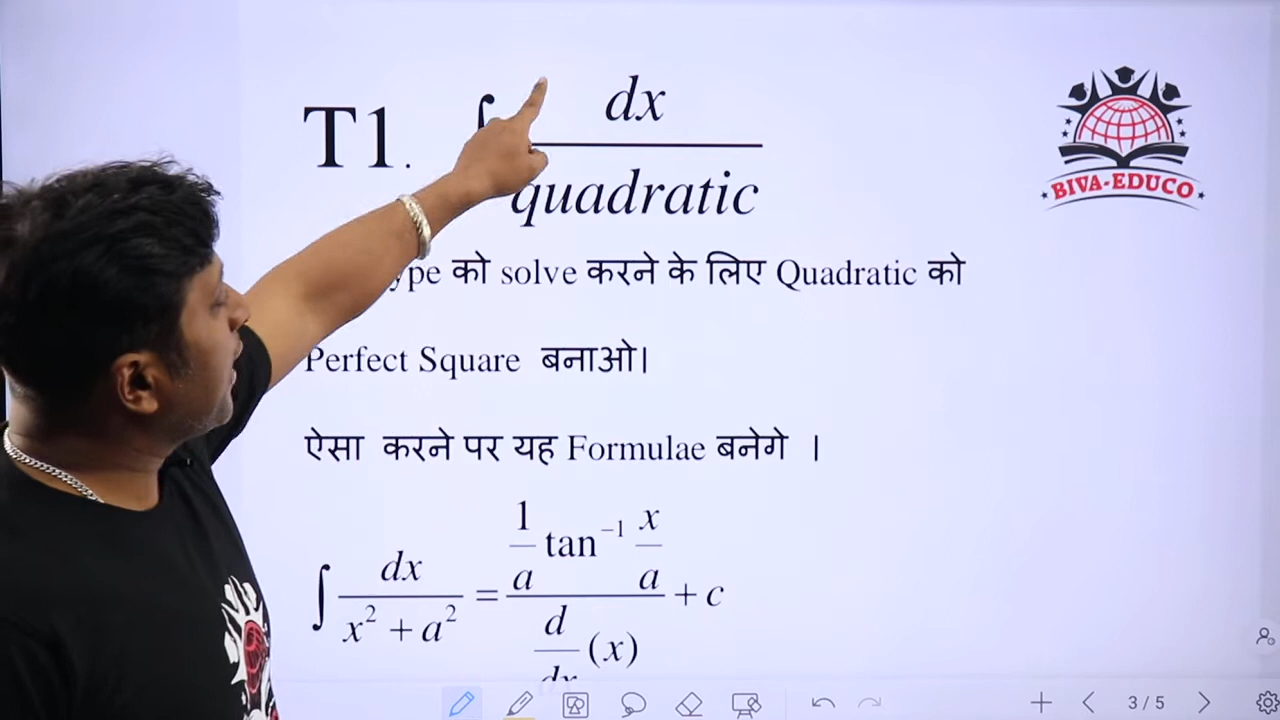 T1. ∫ dx
quadratic
को solve करने के लिए Quadratic को
Perfect Square बनाओ।
ऐसा करने पर यह Formulae बनेगे ।
∫ dx / (x² + a²) = (1/a tan⁻¹ x/a) / (d/dx (x)) + c
BIVA-EDUCO
3 / 5